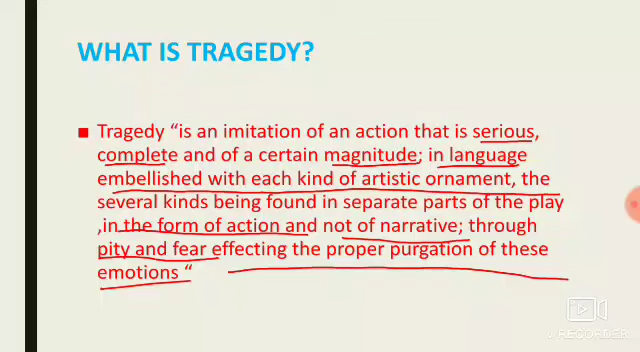 WHAT IS TRAGEDY?
Tragedy “is an imitation of an action that is serious,
complete and of a certain magnitude; in language
embellished with each kind of artistic ornament, the
several kinds being found in separate parts of the play
,in the form of action and not of narrative; through
pity and fear effecting the proper purgation of these
emotions “
V RECORDER